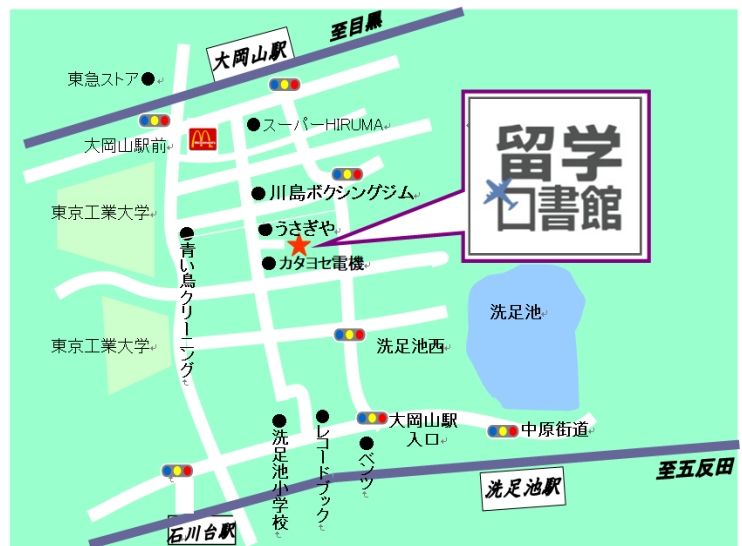 至目黒
大岡山駅
東急ストア
スーパーHIRUMA
大岡山駅前
留学
図書館
川島ボクシングジム
東京工業大学
うさぎや
青い鳥クリーニング
カタヨセ電機
洗足池
東京工業大学
洗足池西
大岡山駅
入口
中原街道
洗足池小学校
レコードブック
ベンツ
至五反田
洗足池駅
石川台駅